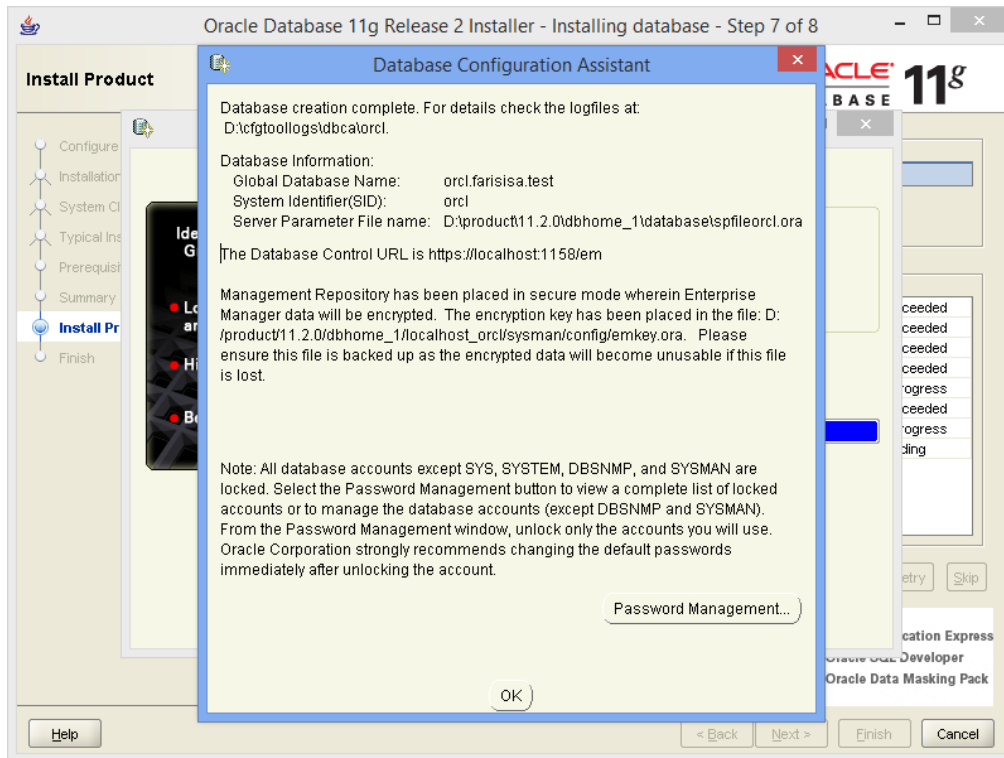 Oracle Database 11g Release 2 Installer - Installing database - Step 7 of 8
Install Product
11g
Configure
Installation
System Cl
Typical Ins
Prerequisit
Summary
Install Pr
Finish
Database Configuration Assistant
Database creation complete. For details check the logfiles at:
D:\cfgtoollogs\dbca\orcl.
Database Information:
Global Database Name: orcl.farisisa.test
System Identifier(SID): orcl
Server Parameter File name: D:\product\11.2.0\dbhome_1\database\spfileorcl.ora
The Database Control URL is https://localhost:1158/em
Management Repository has been placed in secure mode wherein Enterprise
Manager data will be encrypted. The encryption key has been placed in the file: D:
/product/11.2.0/dbhome_1/localhost_orcl/sysman/config/emkey.ora. Please
ensure this file is backed up as the encrypted data will become unusable if this file
is lost.
Note: All database accounts except SYS, SYSTEM, DBSNMP, and SYSMAN are
locked. Select the Password Management button to view a complete list of locked
accounts or to manage the database accounts (except DBSNMP and SYSMAN).
From the Password Management window, unlock only the accounts you will use.
Oracle Corporation strongly recommends changing the default passwords
immediately after unlocking the account.
Password Management...
OK
ceeded
ceeded
ceeded
ceeded
ogress
ceeded
ogress
ding
etry Skip
cation Express
Oracle SQL Developer
Oracle Data Masking Pack
Help
< Back Next > Finish Cancel